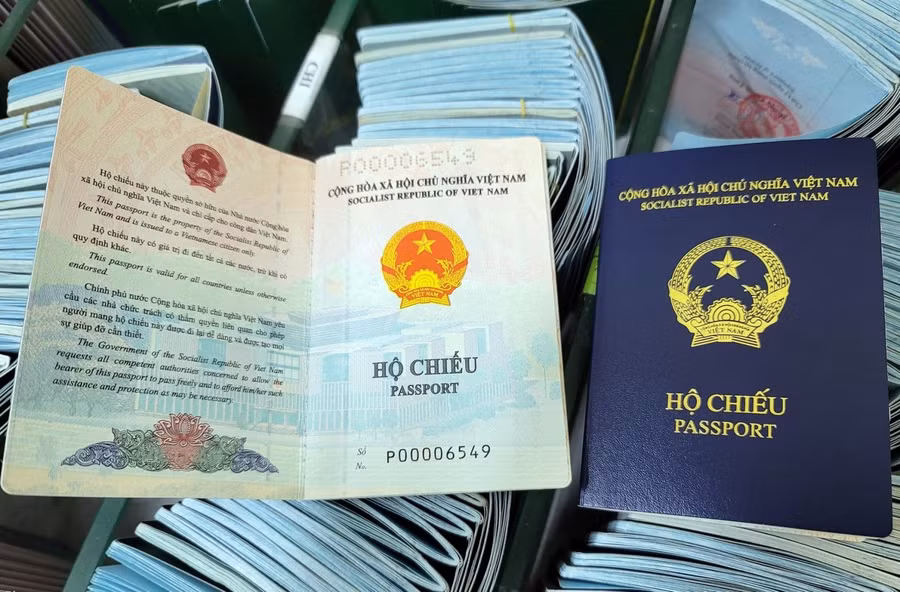 CHI
Hộ chiếu này thuộc quyền sở hữu của Nhà nước Cộng hòa
xã hội chủ nghĩa Việt Nam và chỉ cấp cho công dân Việt Nam.
This passport is the property of the Socialist Republic of
Viet Nam and is issued to a Vietnamese citizen only.
Hộ chiếu này có giá trị đi đến tất cả các nước, trừ khi có
quy định khác.
This passport is valid for all countries unless otherwise
endorsed.
Chính phủ nước Cộng hòa xã hội chủ nghĩa Việt Nam yêu
cầu các nhà chức trách có thẩm quyền liên quan cho phép
người mang hộ chiếu này được đi lại dễ dàng và được tạo mọi
sự giúp đỡ cần thiết.
The Government of the Socialist Republic of Viet Nam
requests all competent authorities concerned to allow the
bearer of this passport to pass freely and to afford him/her such
assistance and protection as may be necessary.
P00006549
CỘNG HÒA XÃ HỘI CHỦ NGHĨA VIỆT NAM
SOCIALIST REPUBLIC OF VIET NAM
VIỆT NAM
HỘ CHIẾU
PASSPORT
Số
No.
P00006549
CỘNG HÒA XÃ HỘI CHỦ NGHĨA VIỆT NAM
SOCIALIST REPUBLIC OF VIET NAM
VIỆT NAM
HỘ CHIẾU
PASSPORT